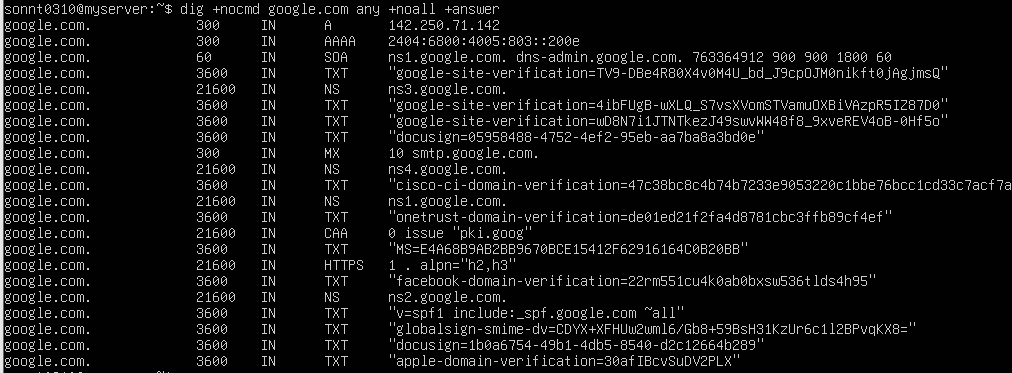 sonnt0310@myserver:~$ dig +nocmd google.com any +noall +answer
google.com. 300 IN A 142.250.71.142
google.com. 300 IN AAAA 2404:6800:4005:803::200e
google.com. 60 IN SOA ns1.google.com. dns-admin.google.com. 763364912 900 900 1800 60
google.com. 3600 IN TXT "google-site-verification=TV9-DBe4R80X4v0M4U_bd_J9cpOJM0nikft0jAgjmsQ"
google.com. 21600 IN NS ns3.google.com.
google.com. 3600 IN TXT "google-site-verification=4ibFUgB-wXLQ_S7vsXVomSTVamuOXBiVAzpR5IZ87D0"
google.com. 3600 IN TXT "google-site-verification=wD8N7i1JTNTkezJ49swvWW48f8_9xveREV4oB-0Hf5o"
google.com. 3600 IN TXT "docusign=05958488-4752-4ef2-95eb-aa7ba8a3bd0e"
google.com. 300 IN MX 10 smtp.google.com.
google.com. 21600 IN NS ns4.google.com.
google.com. 3600 IN TXT "cisco-ci-domain-verification=47c38bc8c4b74b7233e9053220c1bbe76bcc1cd33c7acf7a
google.com. 21600 IN NS ns1.google.com.
google.com. 3600 IN TXT "onetrust-domain-verification=de01ed21f2fa4d8781cbc3ffb89cf4ef"
google.com. 21600 IN CAA 0 issue "pki.goog"
google.com. 3600 IN TXT "MS=E4A68B9AB2BB9670BCE15412F62916164C0B20BB"
google.com. 21600 IN HTTPS 1 . alpn="h2,h3"
google.com. 3600 IN TXT "facebook-domain-verification=22rm551cu4k0ab0bxsw536tlds4h95"
google.com. 21600 IN NS ns2.google.com.
google.com. 3600 IN TXT "v=spf1 include:_spf.google.com ~all"
google.com. 3600 IN TXT "globalsign-smime-dv=CDYX+XFHUw2wml6/Gb8+59BsH31KzUr6c1l2BPvqKX8="
google.com. 3600 IN TXT "docusign=1b0a6754-49b1-4db5-8540-d2c12664b289"
google.com. 3600 IN TXT "apple-domain-verification=30afIBcvSuDV2PLX"